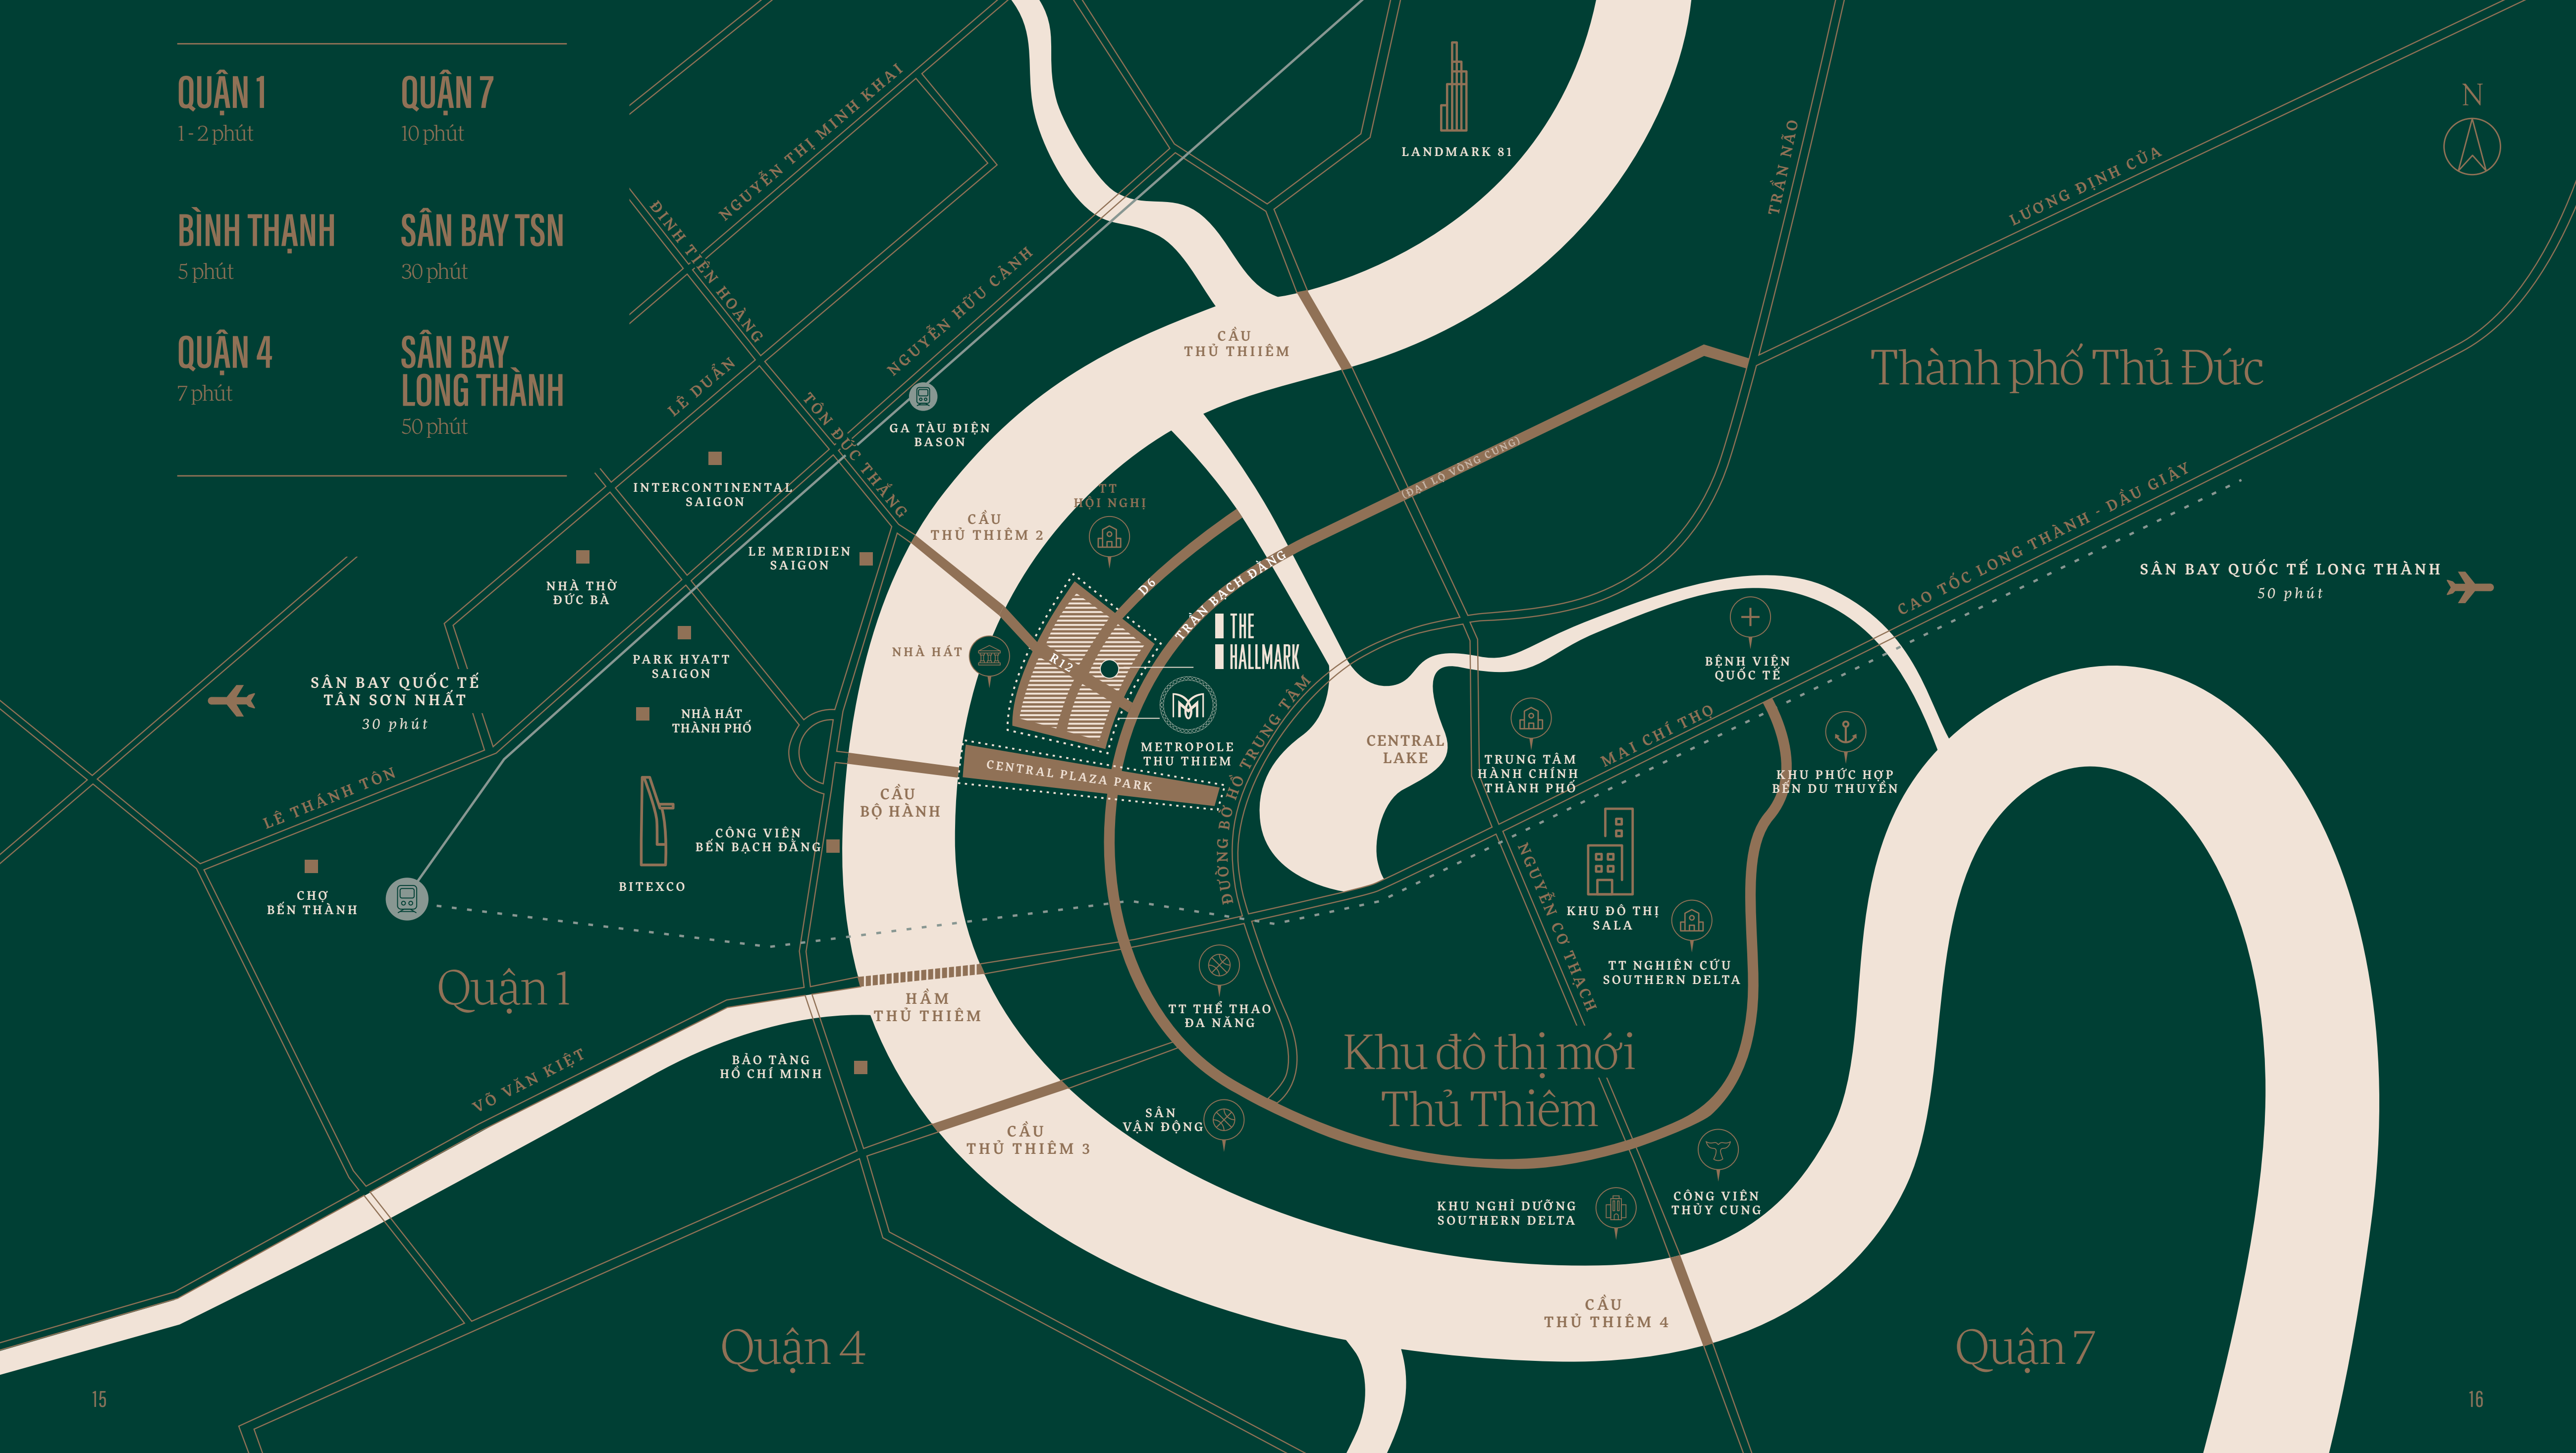 QUẬN 1
1 - 2 phút
QUẬN 7
10 phút
BÌNH THẠNH
5 phút
SÂN BAY TSN
30 phút
QUẬN 4
7 phút
SÂN BAY
LONG THÀNH
50 phút
NGUYỄN THỊ MINH KHAI
ĐINH TIÊN HOÀNG
NGUYỄN HỮU CẢNH
LÊ DUẨN
TÔN ĐỨC THẮNG
LANDMARK 81
TRẦN NÃO
LƯƠNG ĐỊNH CỦA
N
CẦU
THỦ THIIÊM
Thành phố Thủ Đức
GA TÀU ĐIỆN
BASON
INTERCONTINENTAL
SAIGON
(ĐẠI LỘ VÒNG CUNG)
TT
HỘI NGHỊ
CẦU
THỦ THIÊM 2
LE MERIDIEN
SAIGON
NHÀ THỜ
ĐỨC BÀ
D6
TRẦN BẠCH ĐẰNG
CAO TỐC LONG THÀNH - DẦU GIÂY
SÂN BAY QUỐC TẾ LONG THÀNH
50 phút
THE
HALLMARK
R12
NHÀ HÁT
PARK HYATT
SAIGON
BỆNH VIỆN
QUỐC TẾ
SÂN BAY QUỐC TẾ
TÂN SƠN NHẤT
30 phút
NHÀ HÁT
THÀNH PHỐ
METROPOLE
THU THIEM
CENTRAL PLAZA PARK
ĐƯỜNG BỜ HỒ TRUNG TÂM
CENTRAL
LAKE
TRUNG TÂM
HÀNH CHÍNH
THÀNH PHỐ
MAI CHÍ THỌ
KHU PHỨC HỢP
BẾN DU THUYỀN
LÊ THÁNH TÔN
CẦU
BỘ HÀNH
CÔNG VIÊN
BẾN BẠCH ĐẰNG
BITEXCO
CHỢ
BẾN THÀNH
NGUYỄN CƠ THẠCH
KHU ĐÔ THỊ
SALA
TT NGHIÊN CỨU
SOUTHERN DELTA
Quận 1
HẦM
THỦ THIÊM
TT THỂ THAO
ĐA NĂNG
Khu đô thị mới
Thủ Thiêm
VÕ VĂN KIỆT
BẢO TÀNG
HỒ CHÍ MINH
CẦU
THỦ THIÊM 3
SÂN
VẬN ĐỘNG
KHU NGHỈ DƯỠNG
SOUTHERN DELTA
CÔNG VIÊN
THỦY CUNG
CẦU
THỦ THIÊM 4
Quận 4
Quận 7
15
16